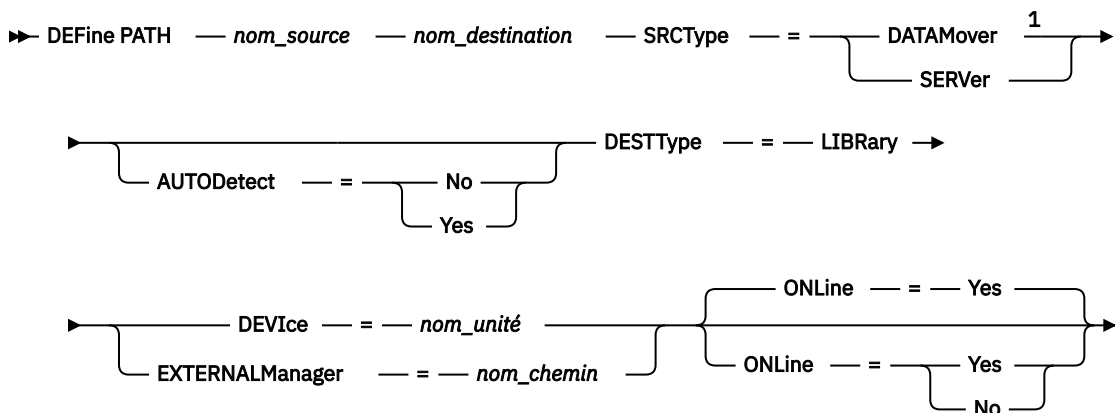 DEFine PATH nom_source nom_destination SRCType = DATAMover 1
SERVer
DESTType = LIBRary
AUTODetect = No
Yes
ONLine = Yes
DEVIce = nom_unité
EXTERNALManager = nom_chemin
ONLine = Yes
No